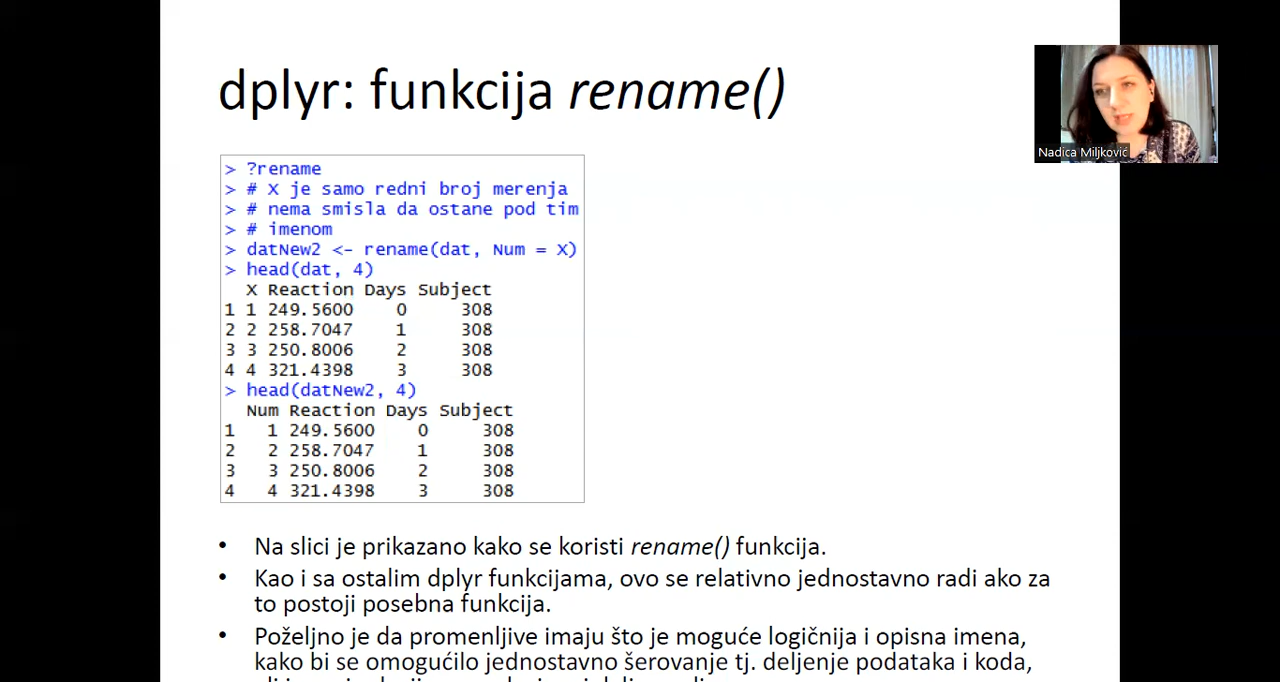 dplyr: funkcija rename()
Nadica Miljković
> ?rename
> # X je samo redni broj merenja
> # nema smisla da ostane pod tim
> # imenom
> datNew2 <- rename(dat, Num = X)
> head(dat, 4)
X Reaction Days Subject
1 1 249.5600 0 308
2 2 258.7047 1 308
3 3 250.8006 2 308
4 4 321.4398 3 308
> head(datNew2, 4)
Num Reaction Days Subject
1 1 249.5600 0 308
2 2 258.7047 1 308
3 3 250.8006 2 308
4 4 321.4398 3 308
• Na slici je prikazano kako se koristi rename() funkcija.
• Kao i sa ostalim dplyr funkcijama, ovo se relativno jednostavno radi ako za
to postoji posebna funkcija.
• Poželjno je da promenljive imaju što je moguće logičnija i opisna imena,
kako bi se omogućilo jednostavno šerovanje tj. deljenje podataka i koda,